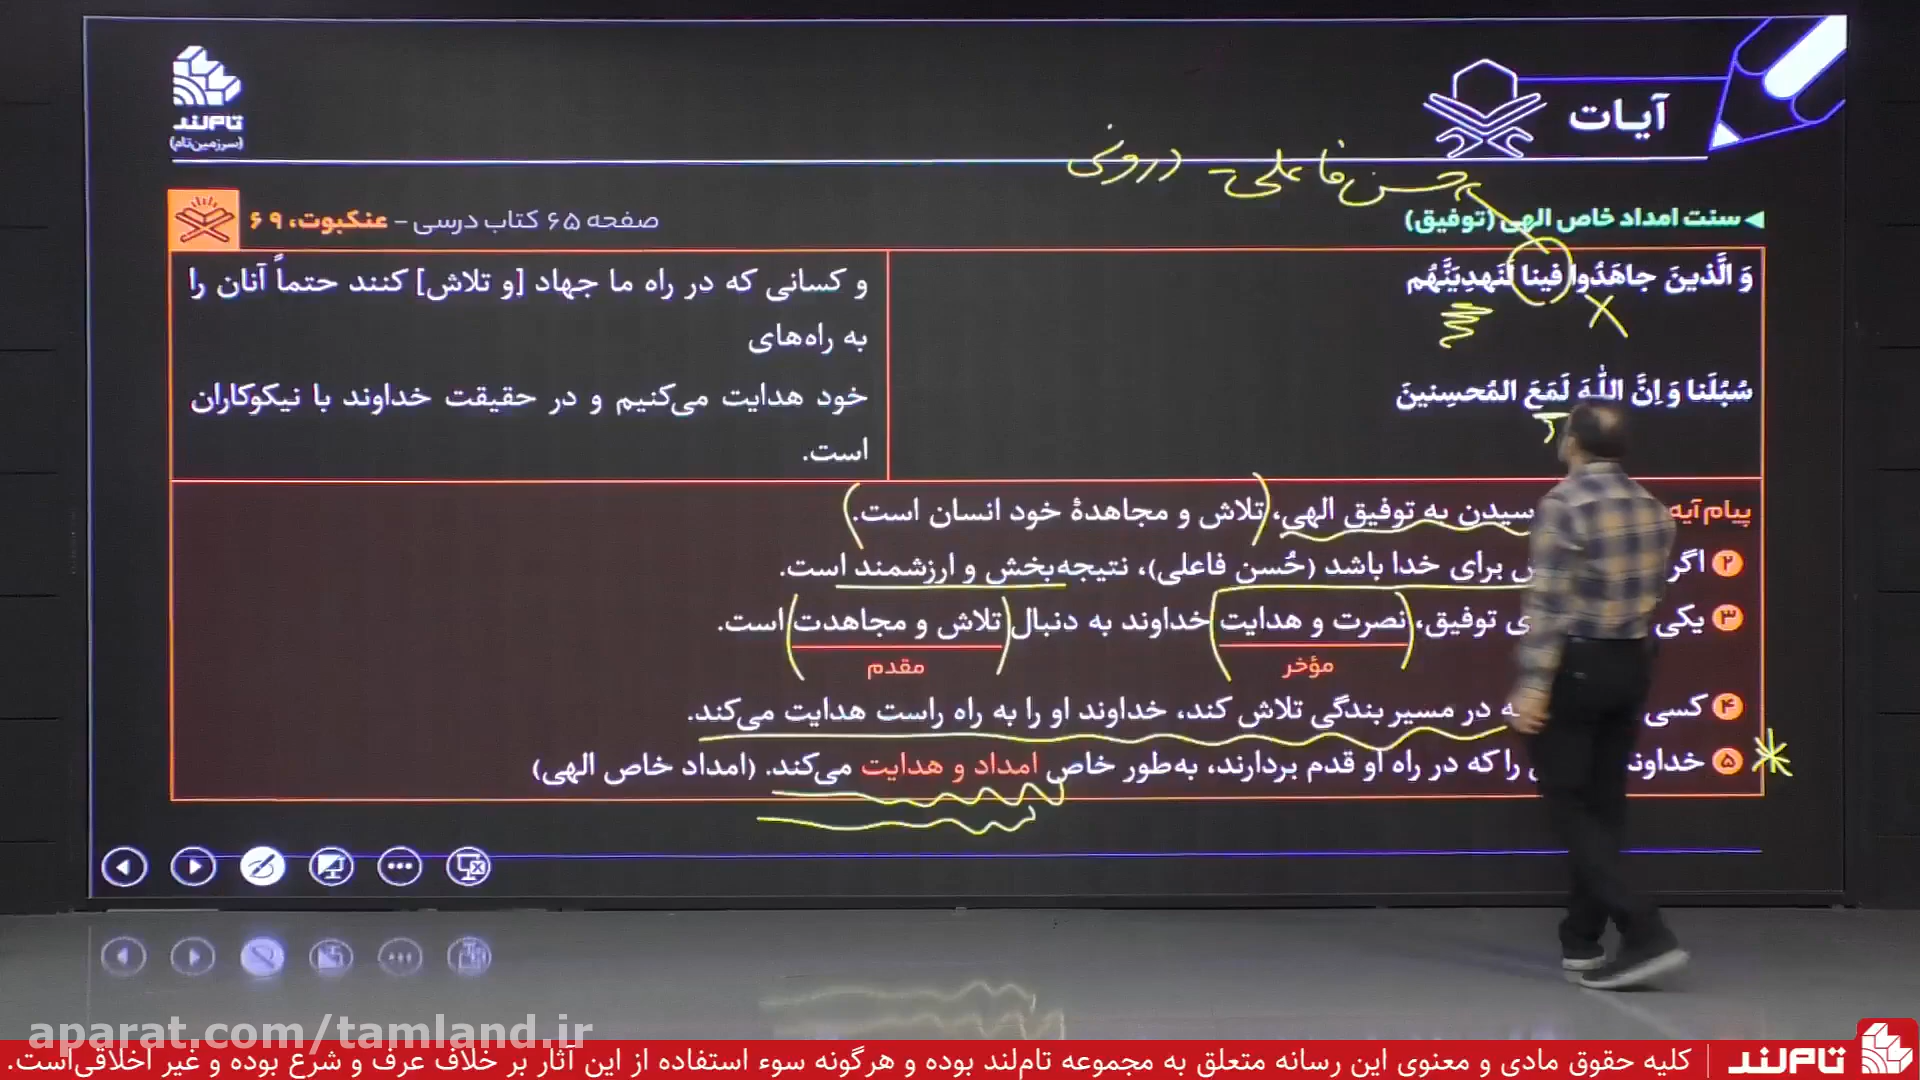 آیات
تام‌لند
(سرزمین‌تام)
حسن فاعلی - درونی
سنت امداد خاص الهی (توفیق)
صفحه ۶۵ کتاب درسی - عنکبوت، ۶۹
وَ الَّذینَ جاهَدُوا فینا لَنَهدِیَنَّهُم
سُبُلَنا وَ اِنَّ اللّٰهَ لَمَعَ المُحسِنینَ
و کسانی که در راه ما جهاد [و تلاش] کنند حتماً آنان را
به راه‌های
خود هدایت می‌کنیم و در حقیقت خداوند با نیکوکاران
است.
پیام آیه سیدن به توفیق الهی، تلاش و مجاهدهٔ خود انسان است.
۲ اگر برای خدا باشد (حُسن فاعلی)، نتیجه‌بخش و ارزشمند است.
۳ یکی توفیق، نصرت و هدایت خداوند به دنبال تلاش و مجاهدت است.
مؤخر مقدم
۴ کسی در مسیر بندگی تلاش کند، خداوند او را به راه راست هدایت می‌کند.
۵ خداوند را که در راه او قدم بردارند، به‌طور خاص امداد و هدایت می‌کند. (امداد خاص الهی)
aparat.com/tamland.ir
تام‌لند | کلیه حقوق مادی و معنوی این رسانه متعلق به مجموعه تام‌لند بوده و هرگونه سوء استفاده از این آثار بر خلاف عرف و شرع بوده و غیر اخلاقی‌است.